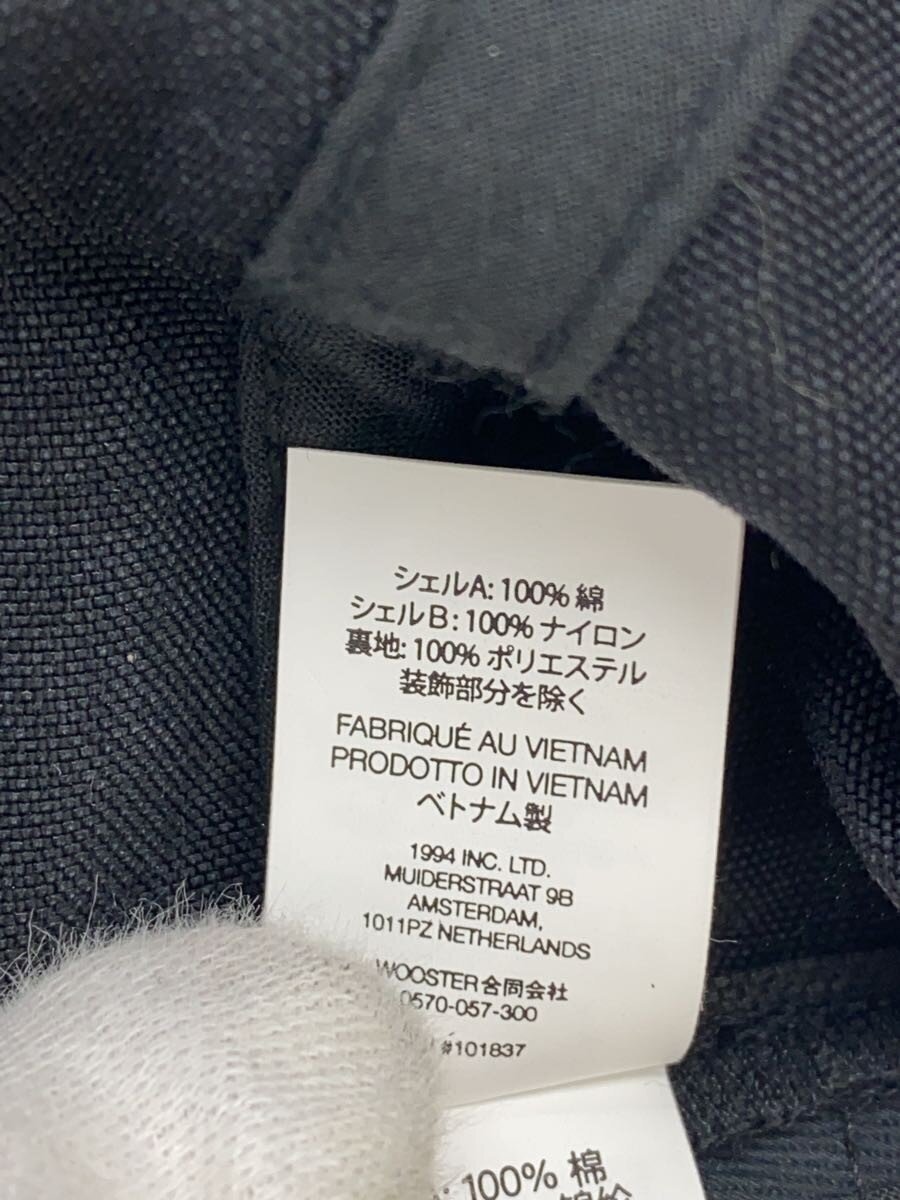 シェルA: 100% 綿
シェルB: 100% ナイロン
裏地: 100% ポリエステル
装飾部分を除く
FABRIQUÉ AU VIETNAM
PRODOTTO IN VIETNAM
ベトナム製
1994 INC. LTD.
MUIDERSTRAAT 9B
AMSTERDAM,
1011PZ NETHERLANDS
WOOSTER合同会社
0570-057-300
#101837
100% 棉